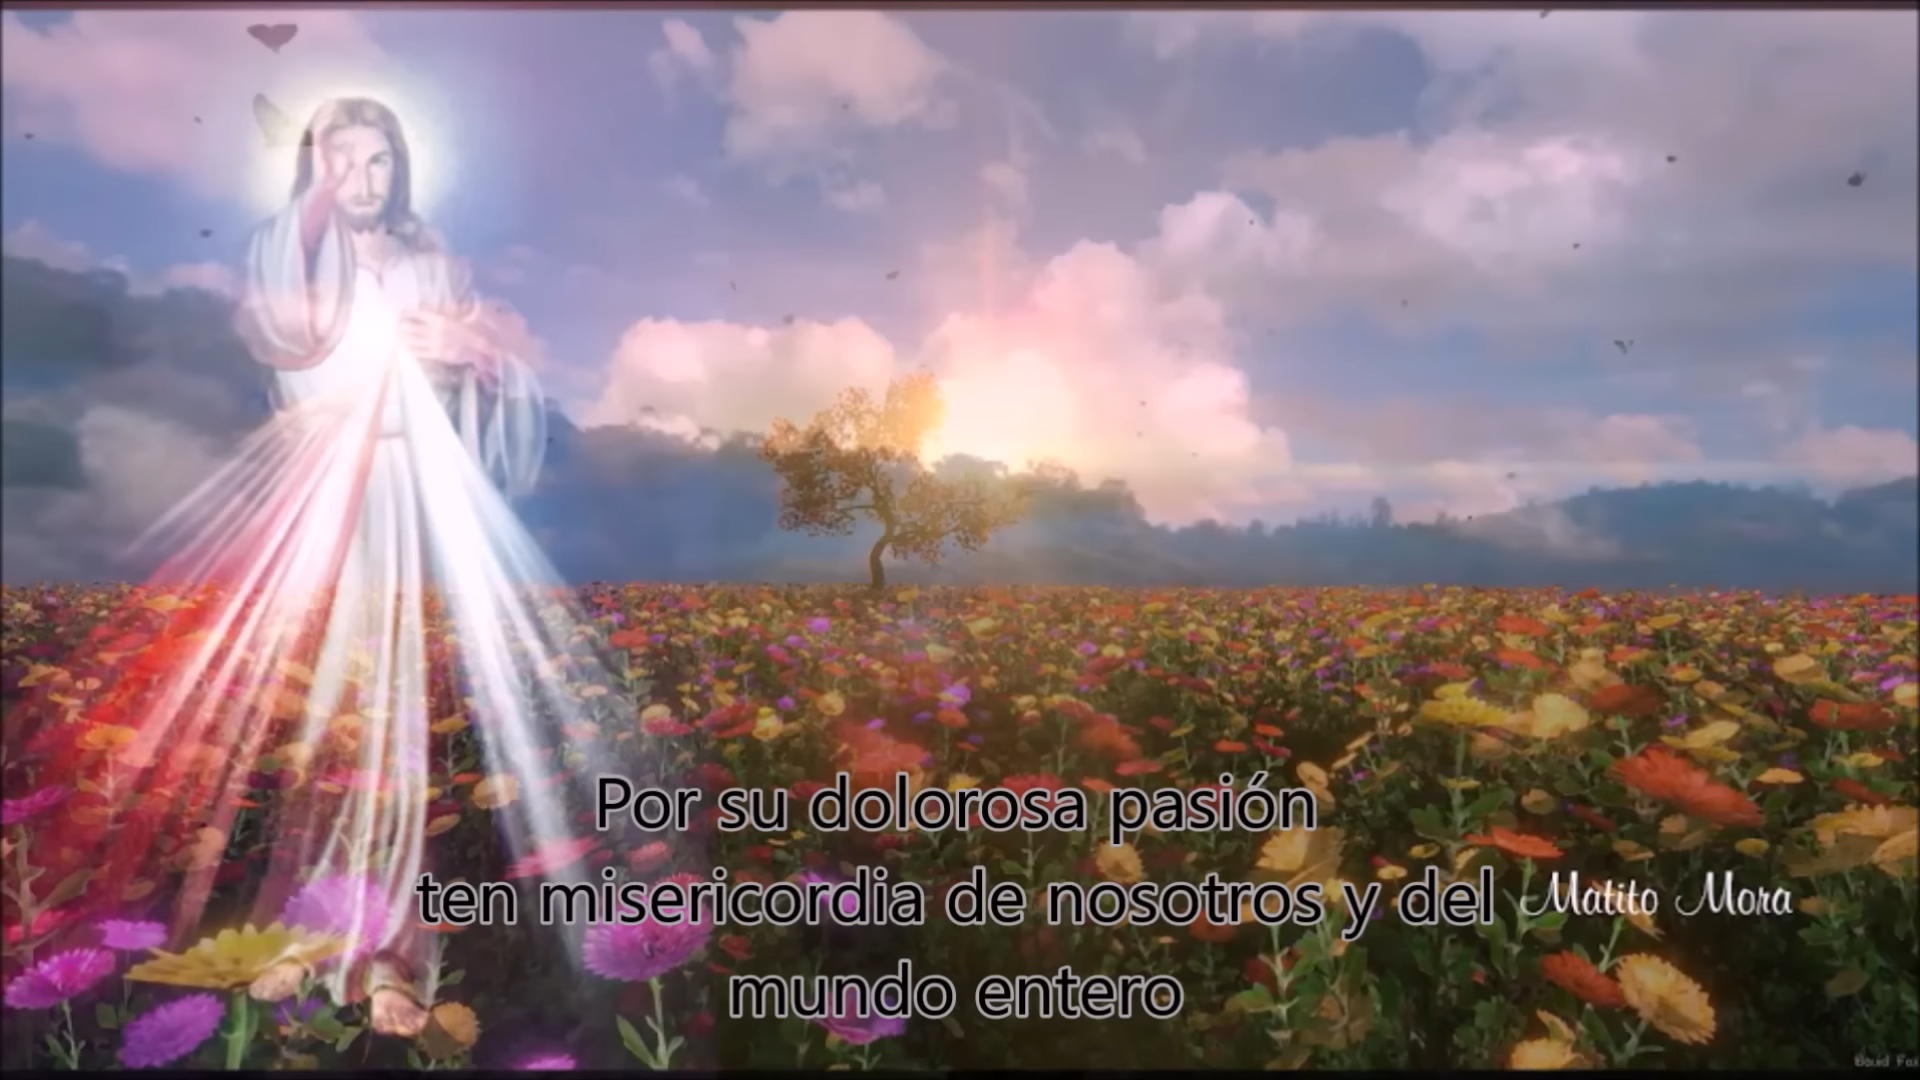 Por su dolorosa pasión
ten misericordia de nosotros y del
mundo entero
Matito Mora